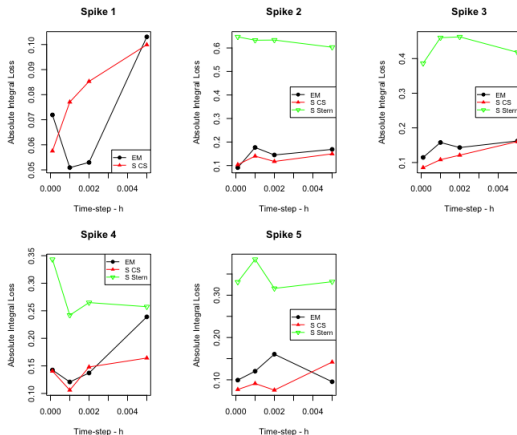 Spike 1
Absolute Integral Loss
0.10
0.09
0.08
0.07
0.06
0.05
EM
S CS
0.000
0.002
0.004
Time-step - h
Spike 2
Absolute Integral Loss
0.6
0.5
0.4
0.3
0.2
0.1
EM
S CS
S Stern
0.000
0.002
0.004
Time-step - h
Spike 3
Absolute Integral Loss
0.4
0.3
0.2
0.1
EM
S CS
S Stern
0.000
0.002
0.004
Time-step - h
Spike 4
Absolute Integral Loss
0.35
0.30
0.25
0.20
0.15
0.10
EM
S CS
S Stern
0.000
0.002
0.004
Time-step - h
Spike 5
Absolute Integral Loss
0.30
0.20
0.10
EM
S CS
S Stern
0.000
0.002
0.004
Time-step - h